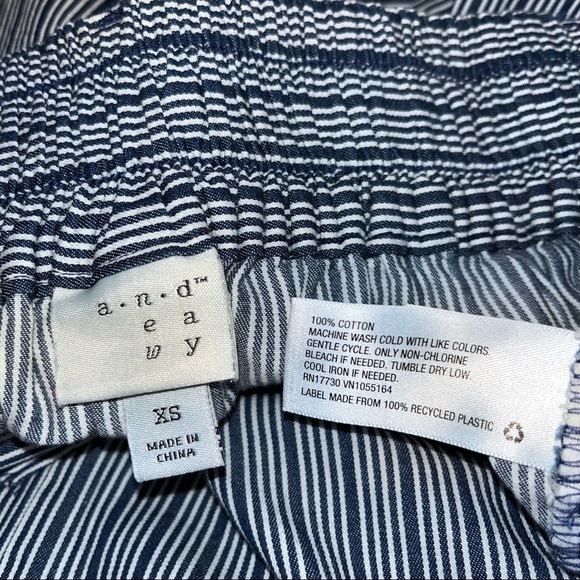 a·n·d™
e a
w y
XS
MADE IN
CHINA
100% COTTON
MACHINE WASH COLD WITH LIKE COLORS.
GENTLE CYCLE. ONLY NON-CHLORINE
BLEACH IF NEEDED. TUMBLE DRY LOW.
COOL IRON IF NEEDED.
RN17730 VN1055164
LABEL MADE FROM 100% RECYCLED PLASTIC